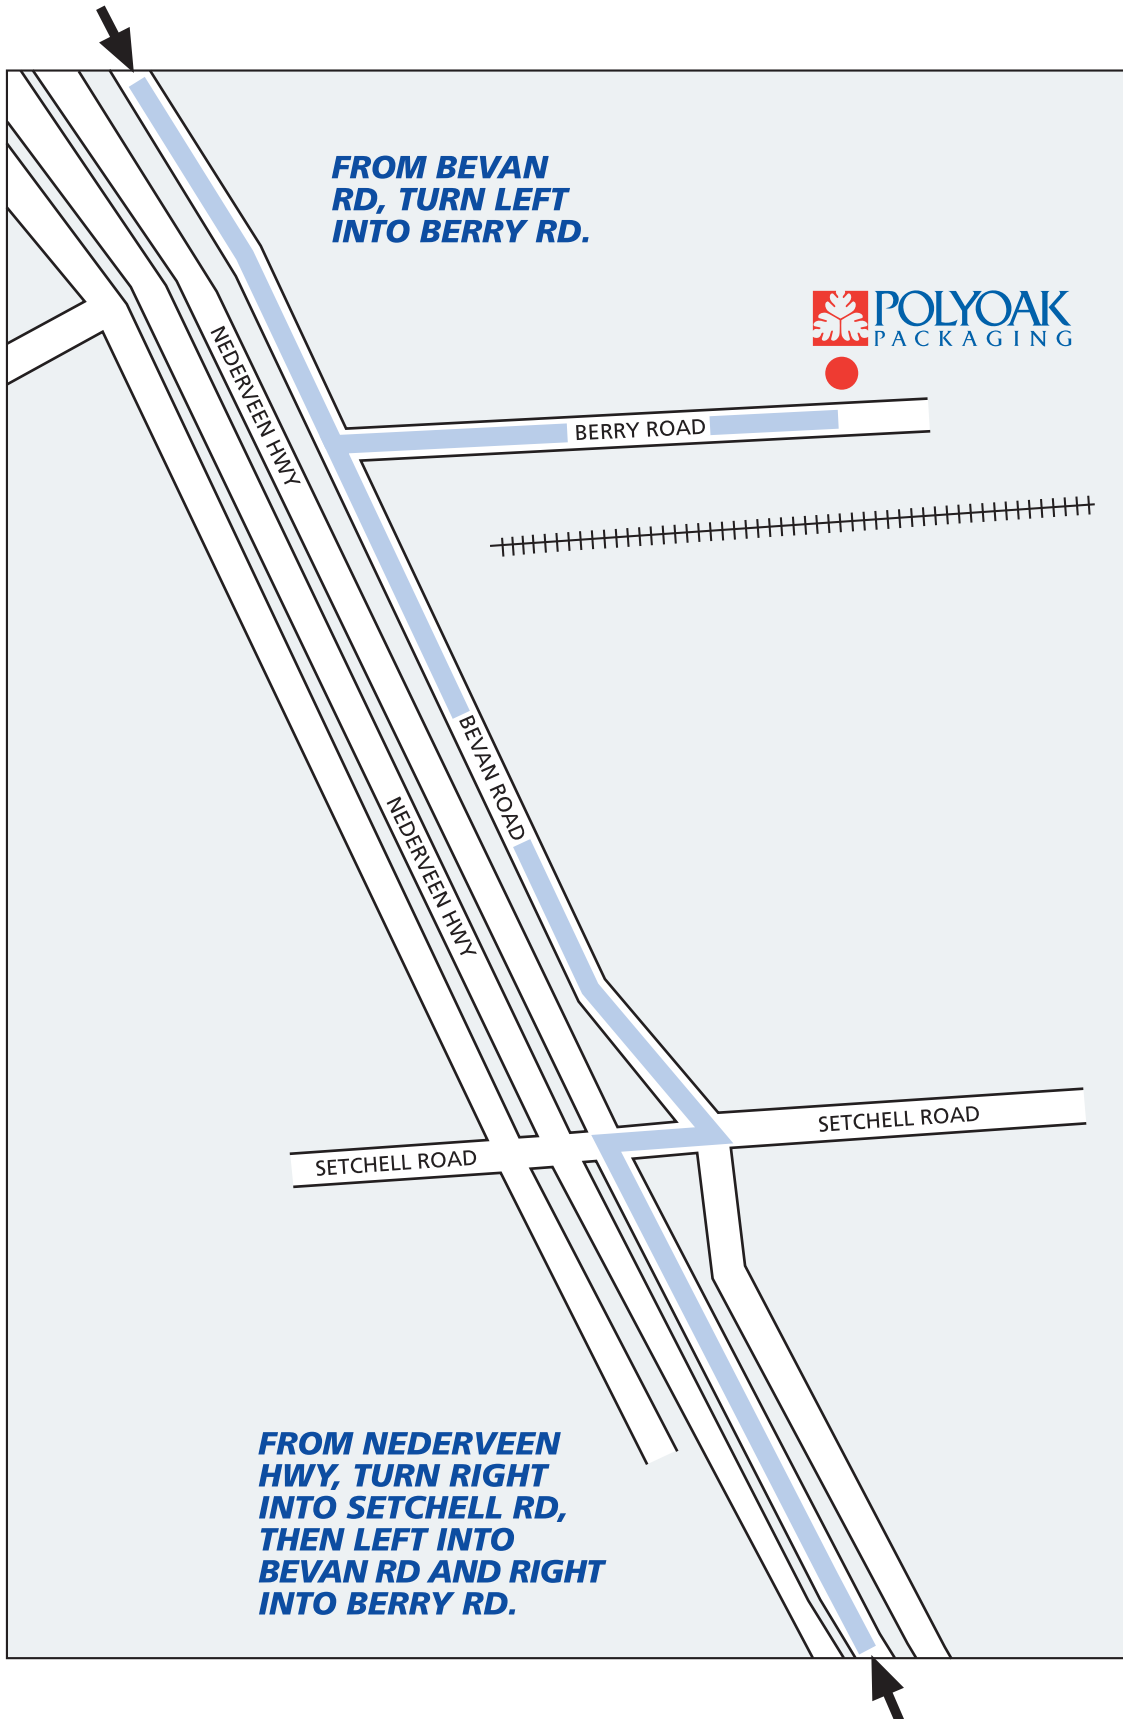 FROM BEVAN
RD, TURN LEFT
INTO BERRY RD.
POLYOAK
PACKAGING
NEDERVEEN HWY
BERRY ROAD
BEVAN ROAD
NEDERVEEN HWY
SETCHELL ROAD
SETCHELL ROAD
FROM NEDERVEEN
HWY, TURN RIGHT
INTO SETCHELL RD,
THEN LEFT INTO
BEVAN RD AND RIGHT
INTO BERRY RD.